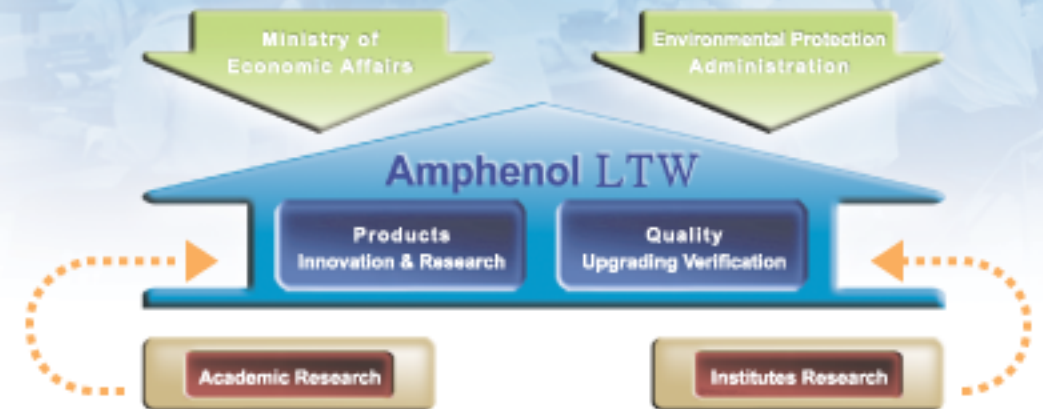 Ministry of
Economic Affairs
Environmental Protection
Administration
Amphenol LTW
Products
Innovation & Research
Quality
Upgrading Verification
Academic Research
Institutes Research